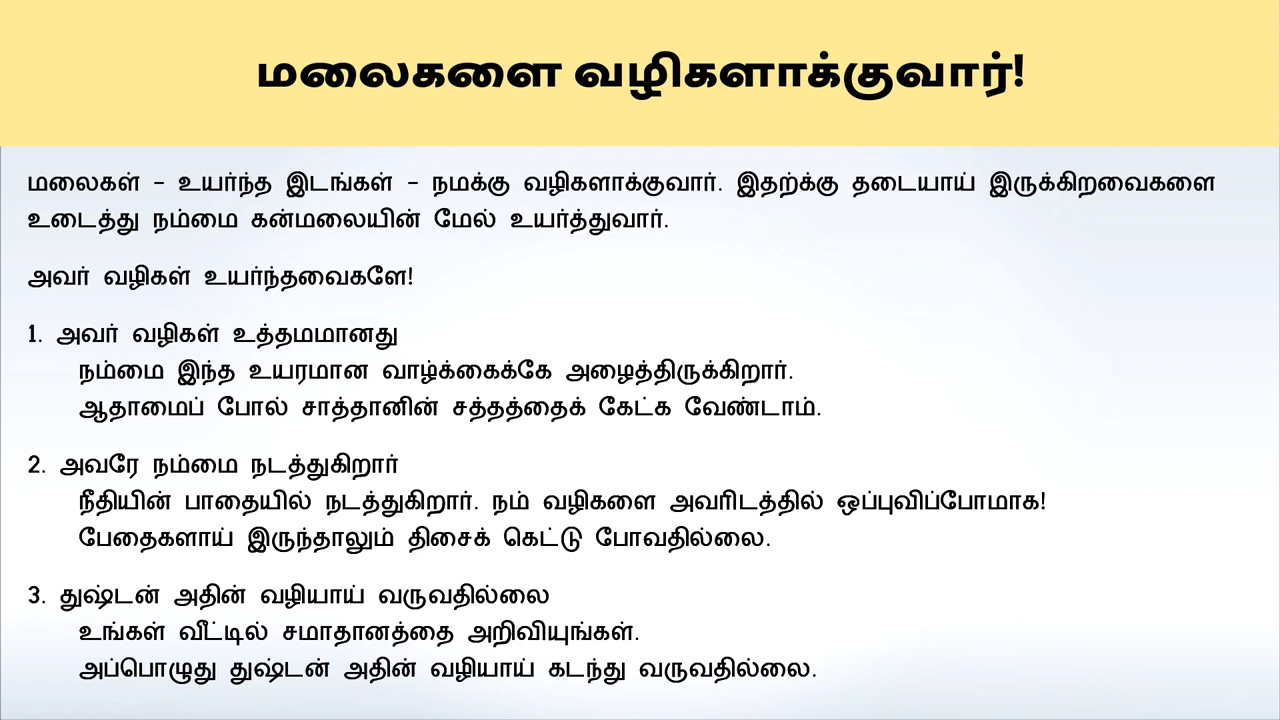 மலைகளை வழிகளாக்குவார்!
மலைகள் - உயர்ந்த இடங்கள் - நமக்கு வழிகளாக்குவார். இதற்க்கு தடையாய் இருக்கிறவைகளை
உடைத்து நம்மை கன்மலையின் மேல் உயர்த்துவார்.
அவர் வழிகள் உயர்ந்தவைகளே!
1. அவர் வழிகள் உத்தமமானது
நம்மை இந்த உயரமான வாழ்க்கைக்கே அழைத்திருக்கிறார்.
ஆதாமைப் போல் சாத்தானின் சத்தத்தைக் கேட்க வேண்டாம்.
2. அவரே நம்மை நடத்துகிறார்
நீதியின் பாதையில் நடத்துகிறார். நம் வழிகளை அவரிடத்தில் ஒப்புவிப்போமாக!
பேதைகளாய் இருந்தாலும் திசைக் கெட்டு போவதில்லை.
3. துஷ்டன் அதின் வழியாய் வருவதில்லை
உங்கள் வீட்டில் சமாதானத்தை அறிவியுங்கள்.
அப்பொழுது துஷ்டன் அதின் வழியாய் கடந்து வருவதில்லை.